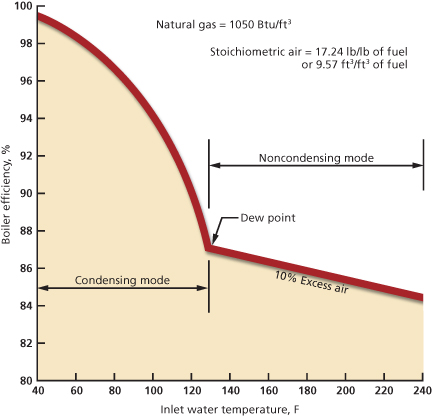 100
98
96
94
92
90
88
86
84
82
80
Boiler efficiency, %
Natural gas = 1050 Btu/ft³
Stoichiometric air = 17.24 lb/lb of fuel
or 9.57 ft³/ft³ of fuel
Noncondensing mode
Dew point
10% Excess air
Condensing mode
40 60 80 100 120 140 160 180 200 220 240
Inlet water temperature, F